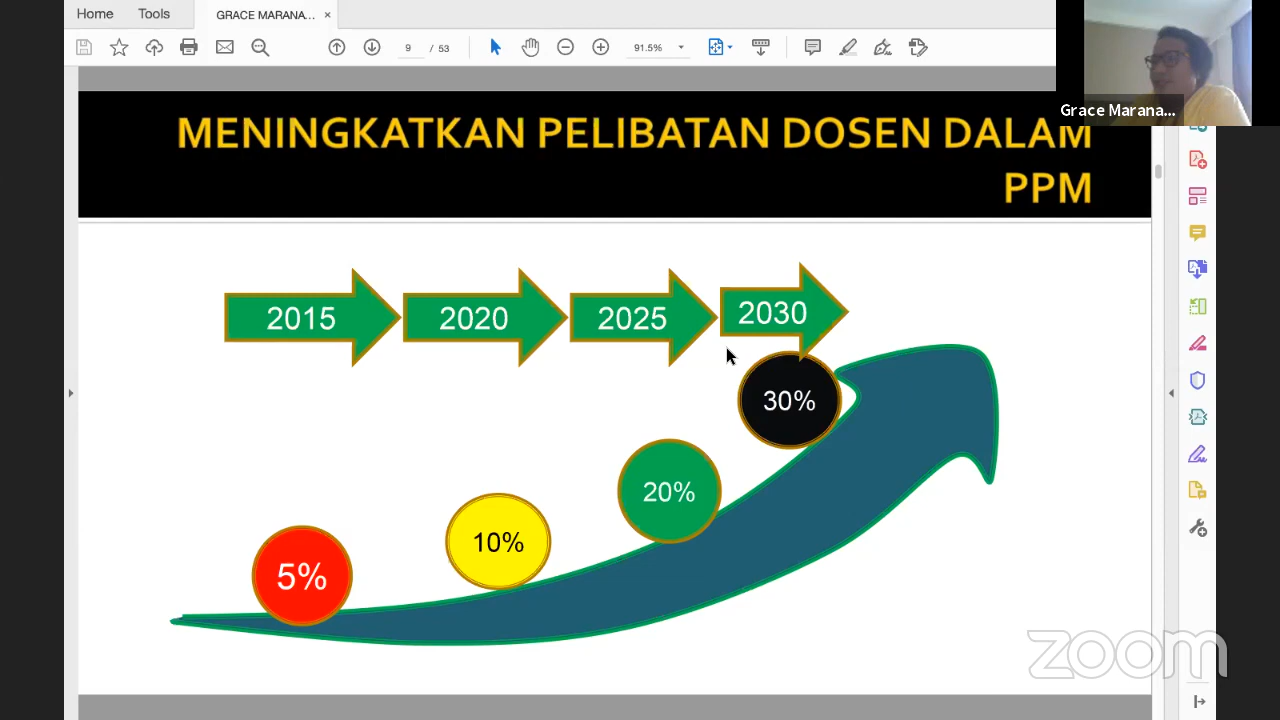 Home
Tools
GRACE MARANA... ×
9 / 53
91.5%
Grace Marana...
MENINGKATKAN PELIBATAN DOSEN DALAM
PPM
2015
2020
2025
2030
30%
20%
10%
5%
zoom